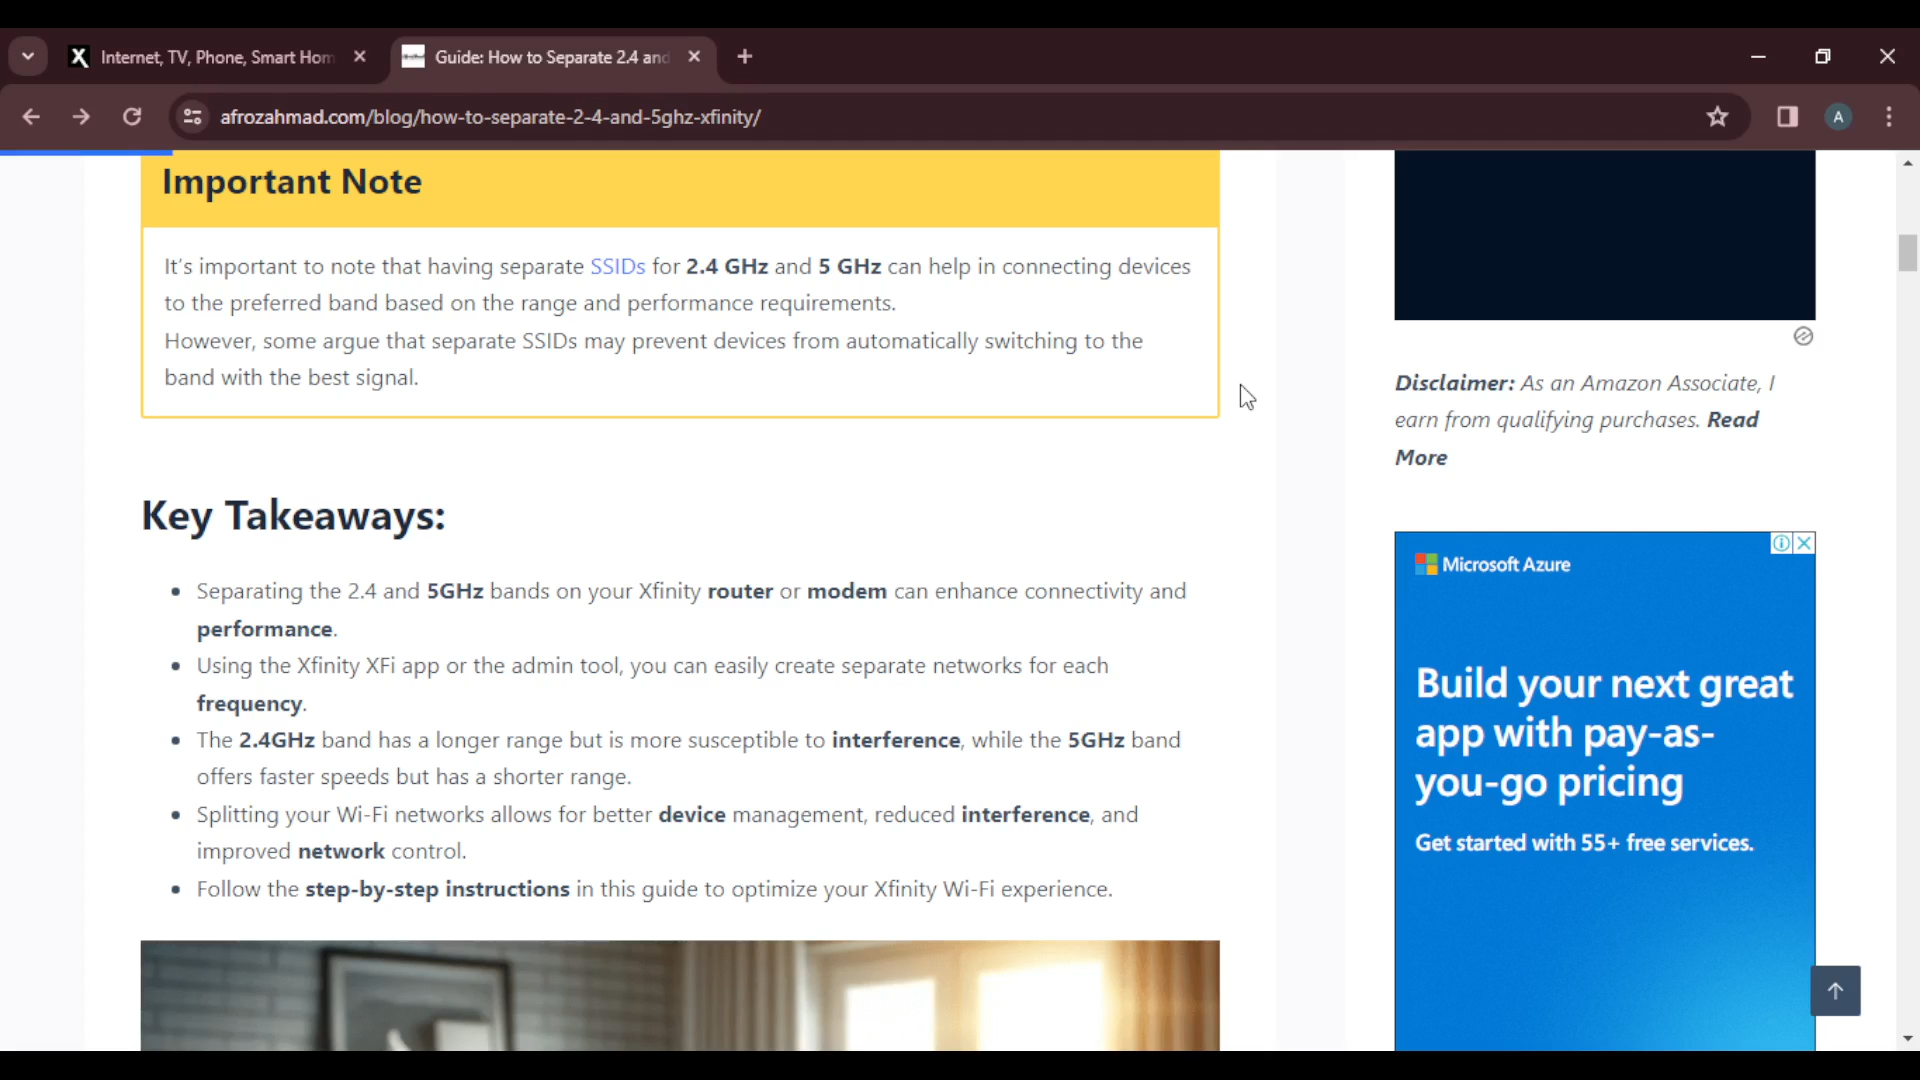 Internet, TV, Phone, Smart Hom
Guide: How to Separate 2.4 and
afrozahmad.com/blog/how-to-separate-2-4-and-5ghz-xfinity/
A
Important Note
It's important to note that having separate SSIDs for 2.4 GHz and 5 GHz can help in connecting devices
to the preferred band based on the range and performance requirements.
However, some argue that separate SSIDs may prevent devices from automatically switching to the
band with the best signal.
Key Takeaways:
• Separating the 2.4 and 5GHz bands on your Xfinity router or modem can enhance connectivity and
performance.
• Using the Xfinity XFi app or the admin tool, you can easily create separate networks for each
frequency.
• The 2.4GHz band has a longer range but is more susceptible to interference, while the 5GHz band
offers faster speeds but has a shorter range.
• Splitting your Wi-Fi networks allows for better device management, reduced interference, and
improved network control.
• Follow the step-by-step instructions in this guide to optimize your Xfinity Wi-Fi experience.
Disclaimer: As an Amazon Associate, I
earn from qualifying purchases. Read
More
Microsoft Azure
Build your next great
app with pay-as-
you-go pricing
Get started with 55+ free services.